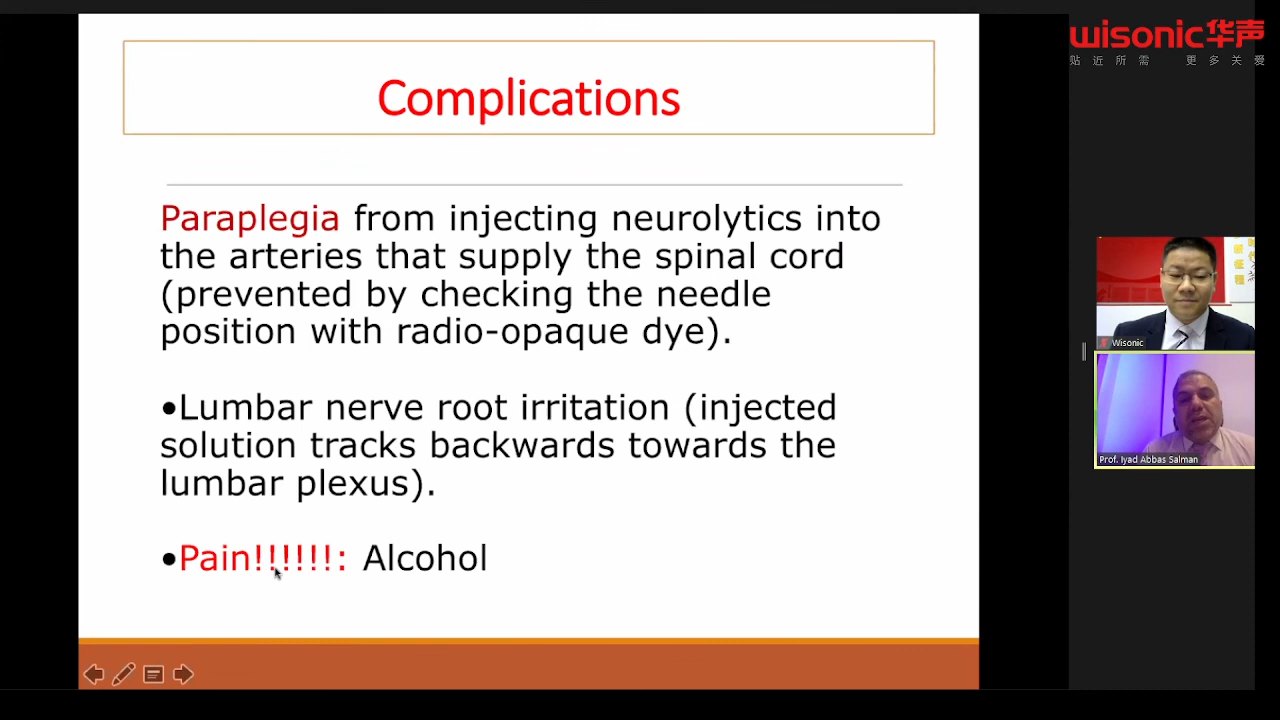 wisonic华声
贴近所需 更多关爱
Complications
Paraplegia from injecting neurolytics into
the arteries that supply the spinal cord
(prevented by checking the needle
position with radio-opaque dye).
•Lumbar nerve root irritation (injected
solution tracks backwards towards the
lumbar plexus).
•Pain!!!!!!: Alcohol
Wisonic
Prof. Iyad Abbas Salman